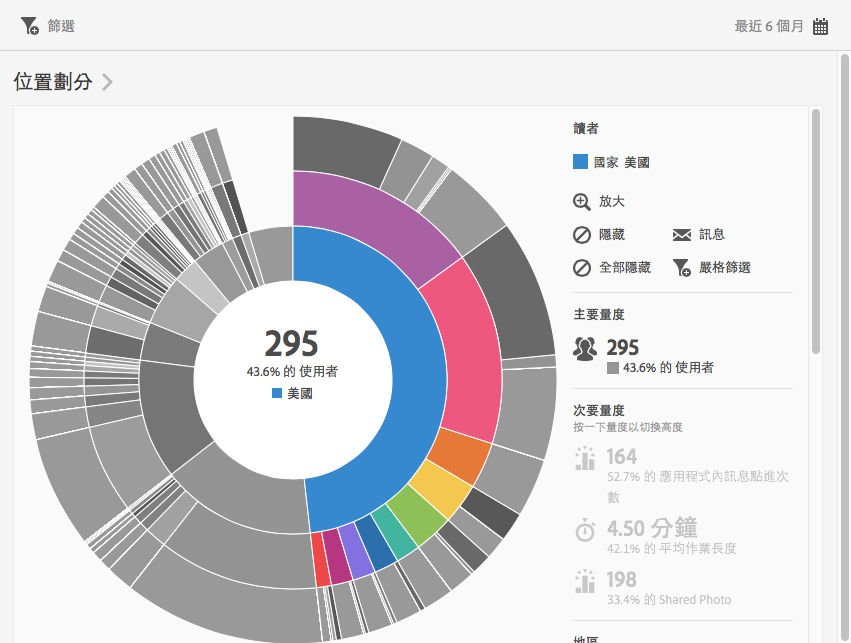 篩選
最近 6 個月
位置劃分
295
43.6% 的 使用者
美國
讀者
國家 美國
放大
隱藏
訊息
全部隱藏
嚴格篩選
主要量度
295
43.6% 的 使用者
次要量度
按一下量度以切換高度
164
52.7% 的 應用程式內訊息點進次
數
4.50 分鐘
42.1% 的 平均作業長度
198
33.4% 的 Shared Photo